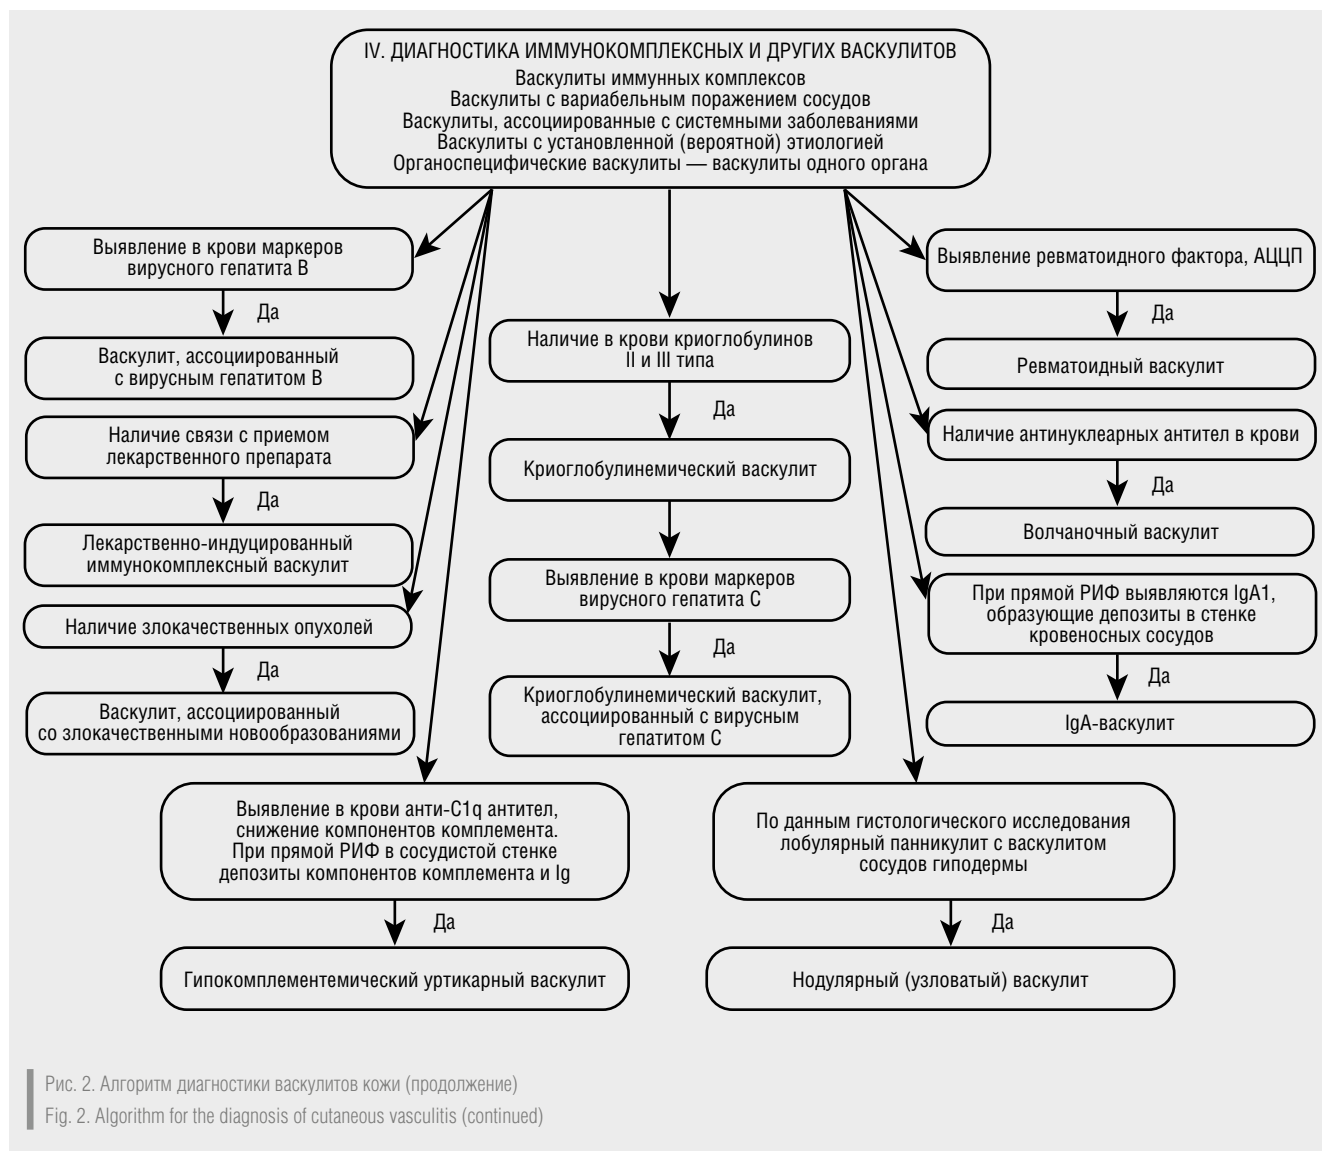 IV. ДИАГНОСТИКА ИММУНОКОМПЛЕКСНЫХ И ДРУГИХ ВАСКУЛИТОВ
Васкулиты иммунных комплексов
Васкулиты с вариабельным поражением сосудов
Васкулиты, ассоциированные с системными заболеваниями
Васкулиты с установленной (вероятной) этиологией
Органоспецифические васкулиты — васкулиты одного органа
Выявление в крови маркеров
вирусного гепатита В
Да
Васкулит, ассоциированный
с вирусным гепатитом В
Наличие связи с приемом
лекарственного препарата
Да
Лекарственно-индуцированный
иммунокомплексный васкулит
Наличие злокачественных опухолей
Да
Васкулит, ассоциированный
со злокачественными новообразованиями
Наличие в крови криоглобулинов
II и III типа
Да
Криоглобулинемический васкулит
Выявление в крови маркеров
вирусного гепатита С
Да
Криоглобулинемический васкулит,
ассоциированный с вирусным
гепатитом С
Выявление ревматоидного фактора, АЦЦП
Да
Ревматоидный васкулит
Наличие антинуклеарных антител в крови
Да
Волчаночный васкулит
При прямой РИФ выявляются IgA1,
образующие депозиты в стенке
кровеносных сосудов
Да
IgA-васкулит
Выявление в крови анти-C1q антител,
снижение компонентов комплемента.
При прямой РИФ в сосудистой стенке
депозиты компонентов комплемента и Ig
Да
Гипокомплементемический уртикарный васкулит
По данным гистологического исследования
лобулярный панникулит с васкулитом
сосудов гиподермы
Да
Нодулярный (узловатый) васкулит
Рис. 2. Алгоритм диагностики васкулитов кожи (продолжение)
Fig. 2. Algorithm for the diagnosis of cutaneous vasculitis (continued)